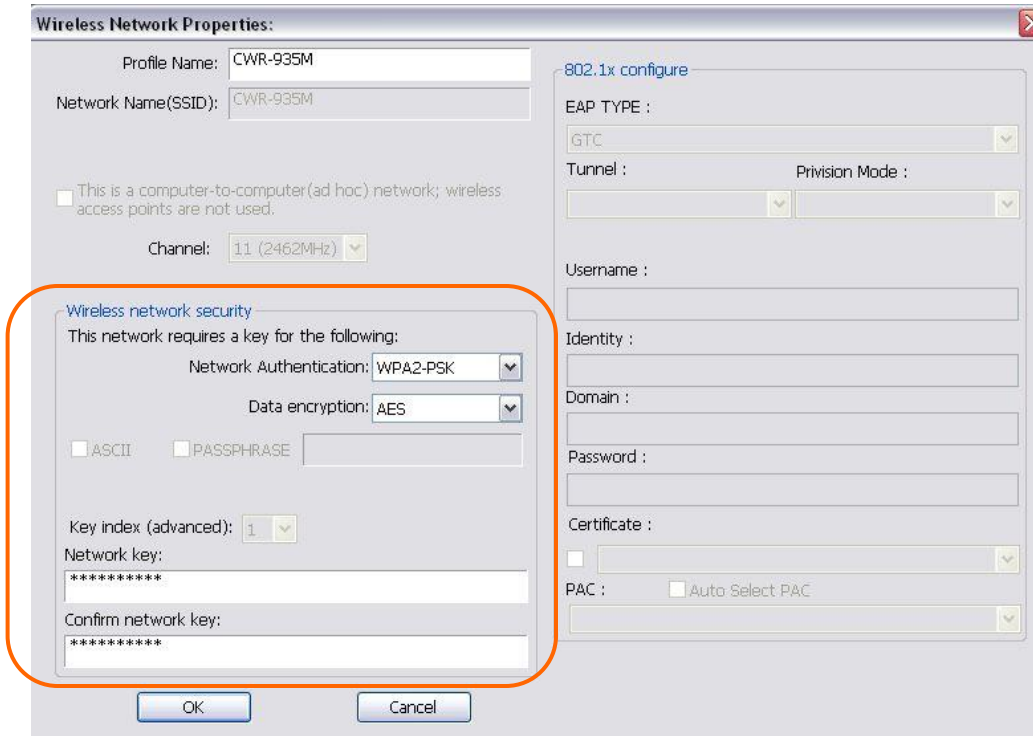 Wireless Network Properties:
Profile Name: CWR-935M
Network Name(SSID): CWR-935M
This is a computer-to-computer(ad hoc) network; wireless
access points are not used.
Channel: 11 (2462MHz)
Wireless network security
This network requires a key for the following:
Network Authentication: WPA2-PSK
Data encryption: AES
ASCII PASSPHRASE
Key index (advanced): 1
Network key:
**********
Confirm network key:
**********
OK Cancel
802.1x configure
EAP TYPE :
GTC
Tunnel : Privision Mode :
Username :
Identity :
Domain :
Password :
Certificate :
PAC : Auto Select PAC